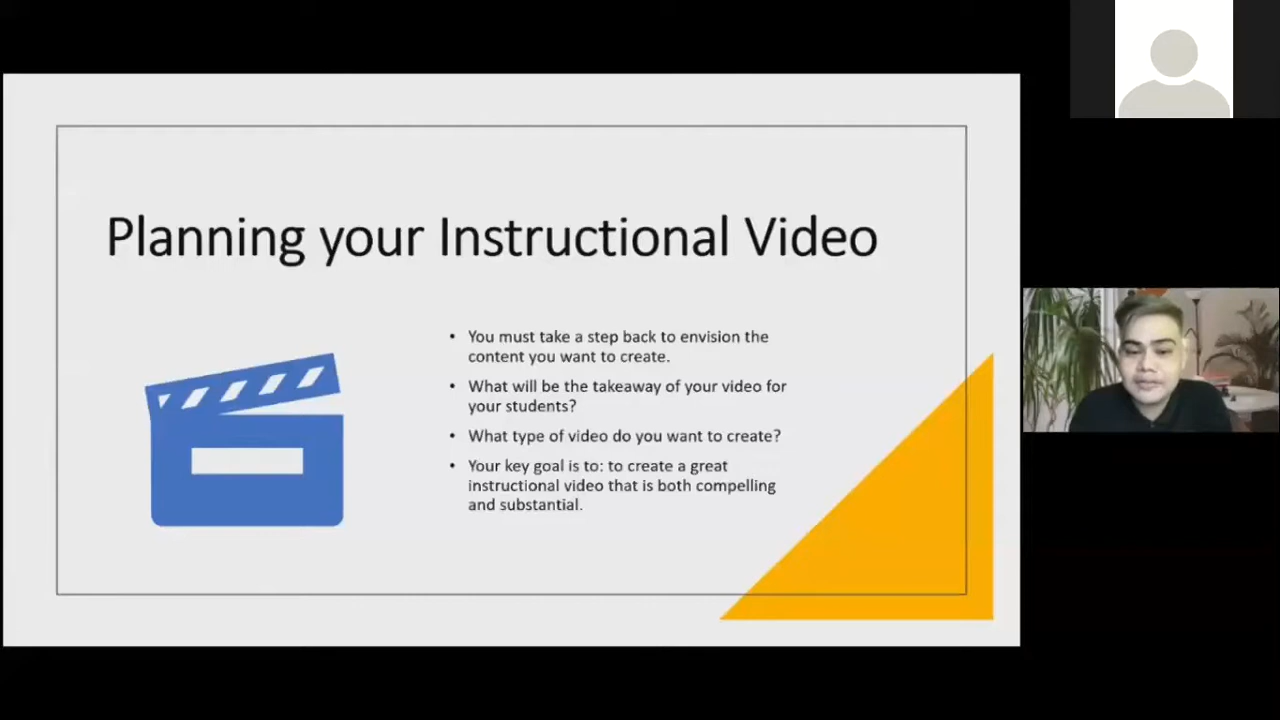 Planning your Instructional Video
• You must take a step back to envision the
content you want to create.
• What will be the takeaway of your video for
your students?
• What type of video do you want to create?
• Your key goal is to: to create a great
instructional video that is both compelling
and substantial.